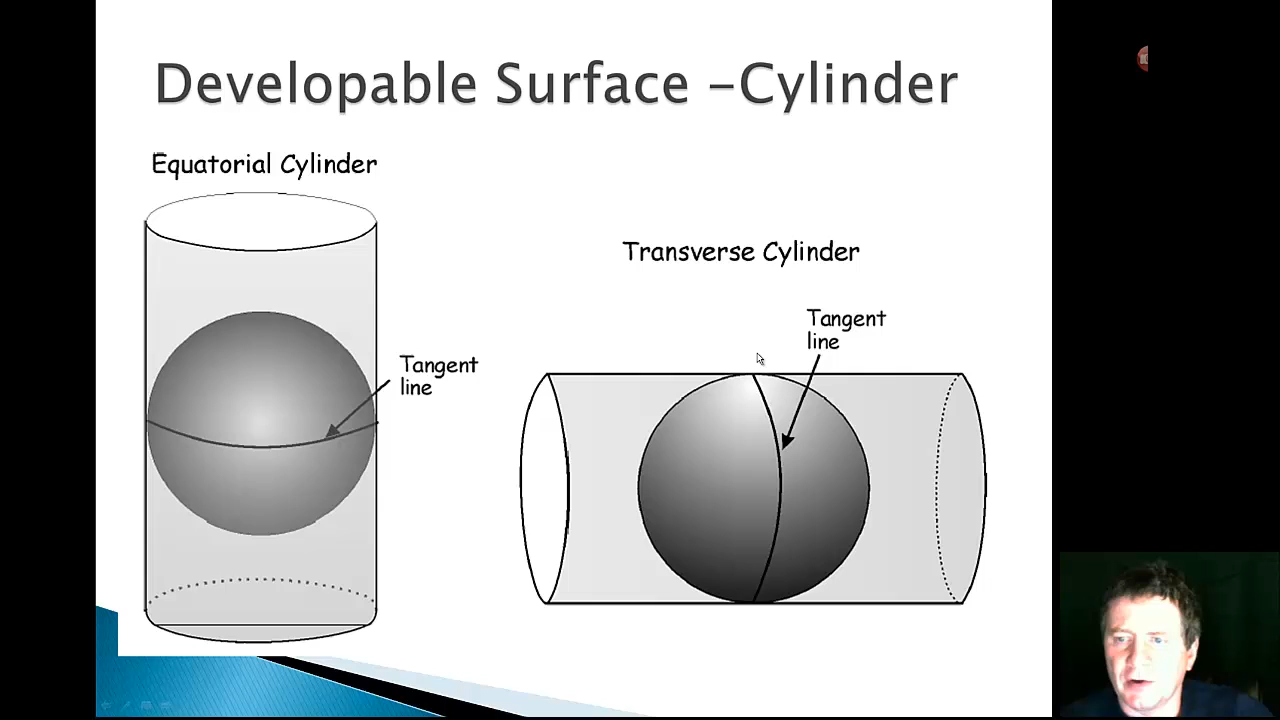 Developable Surface –Cylinder
Equatorial Cylinder
Transverse Cylinder
Tangent
line
Tangent
line